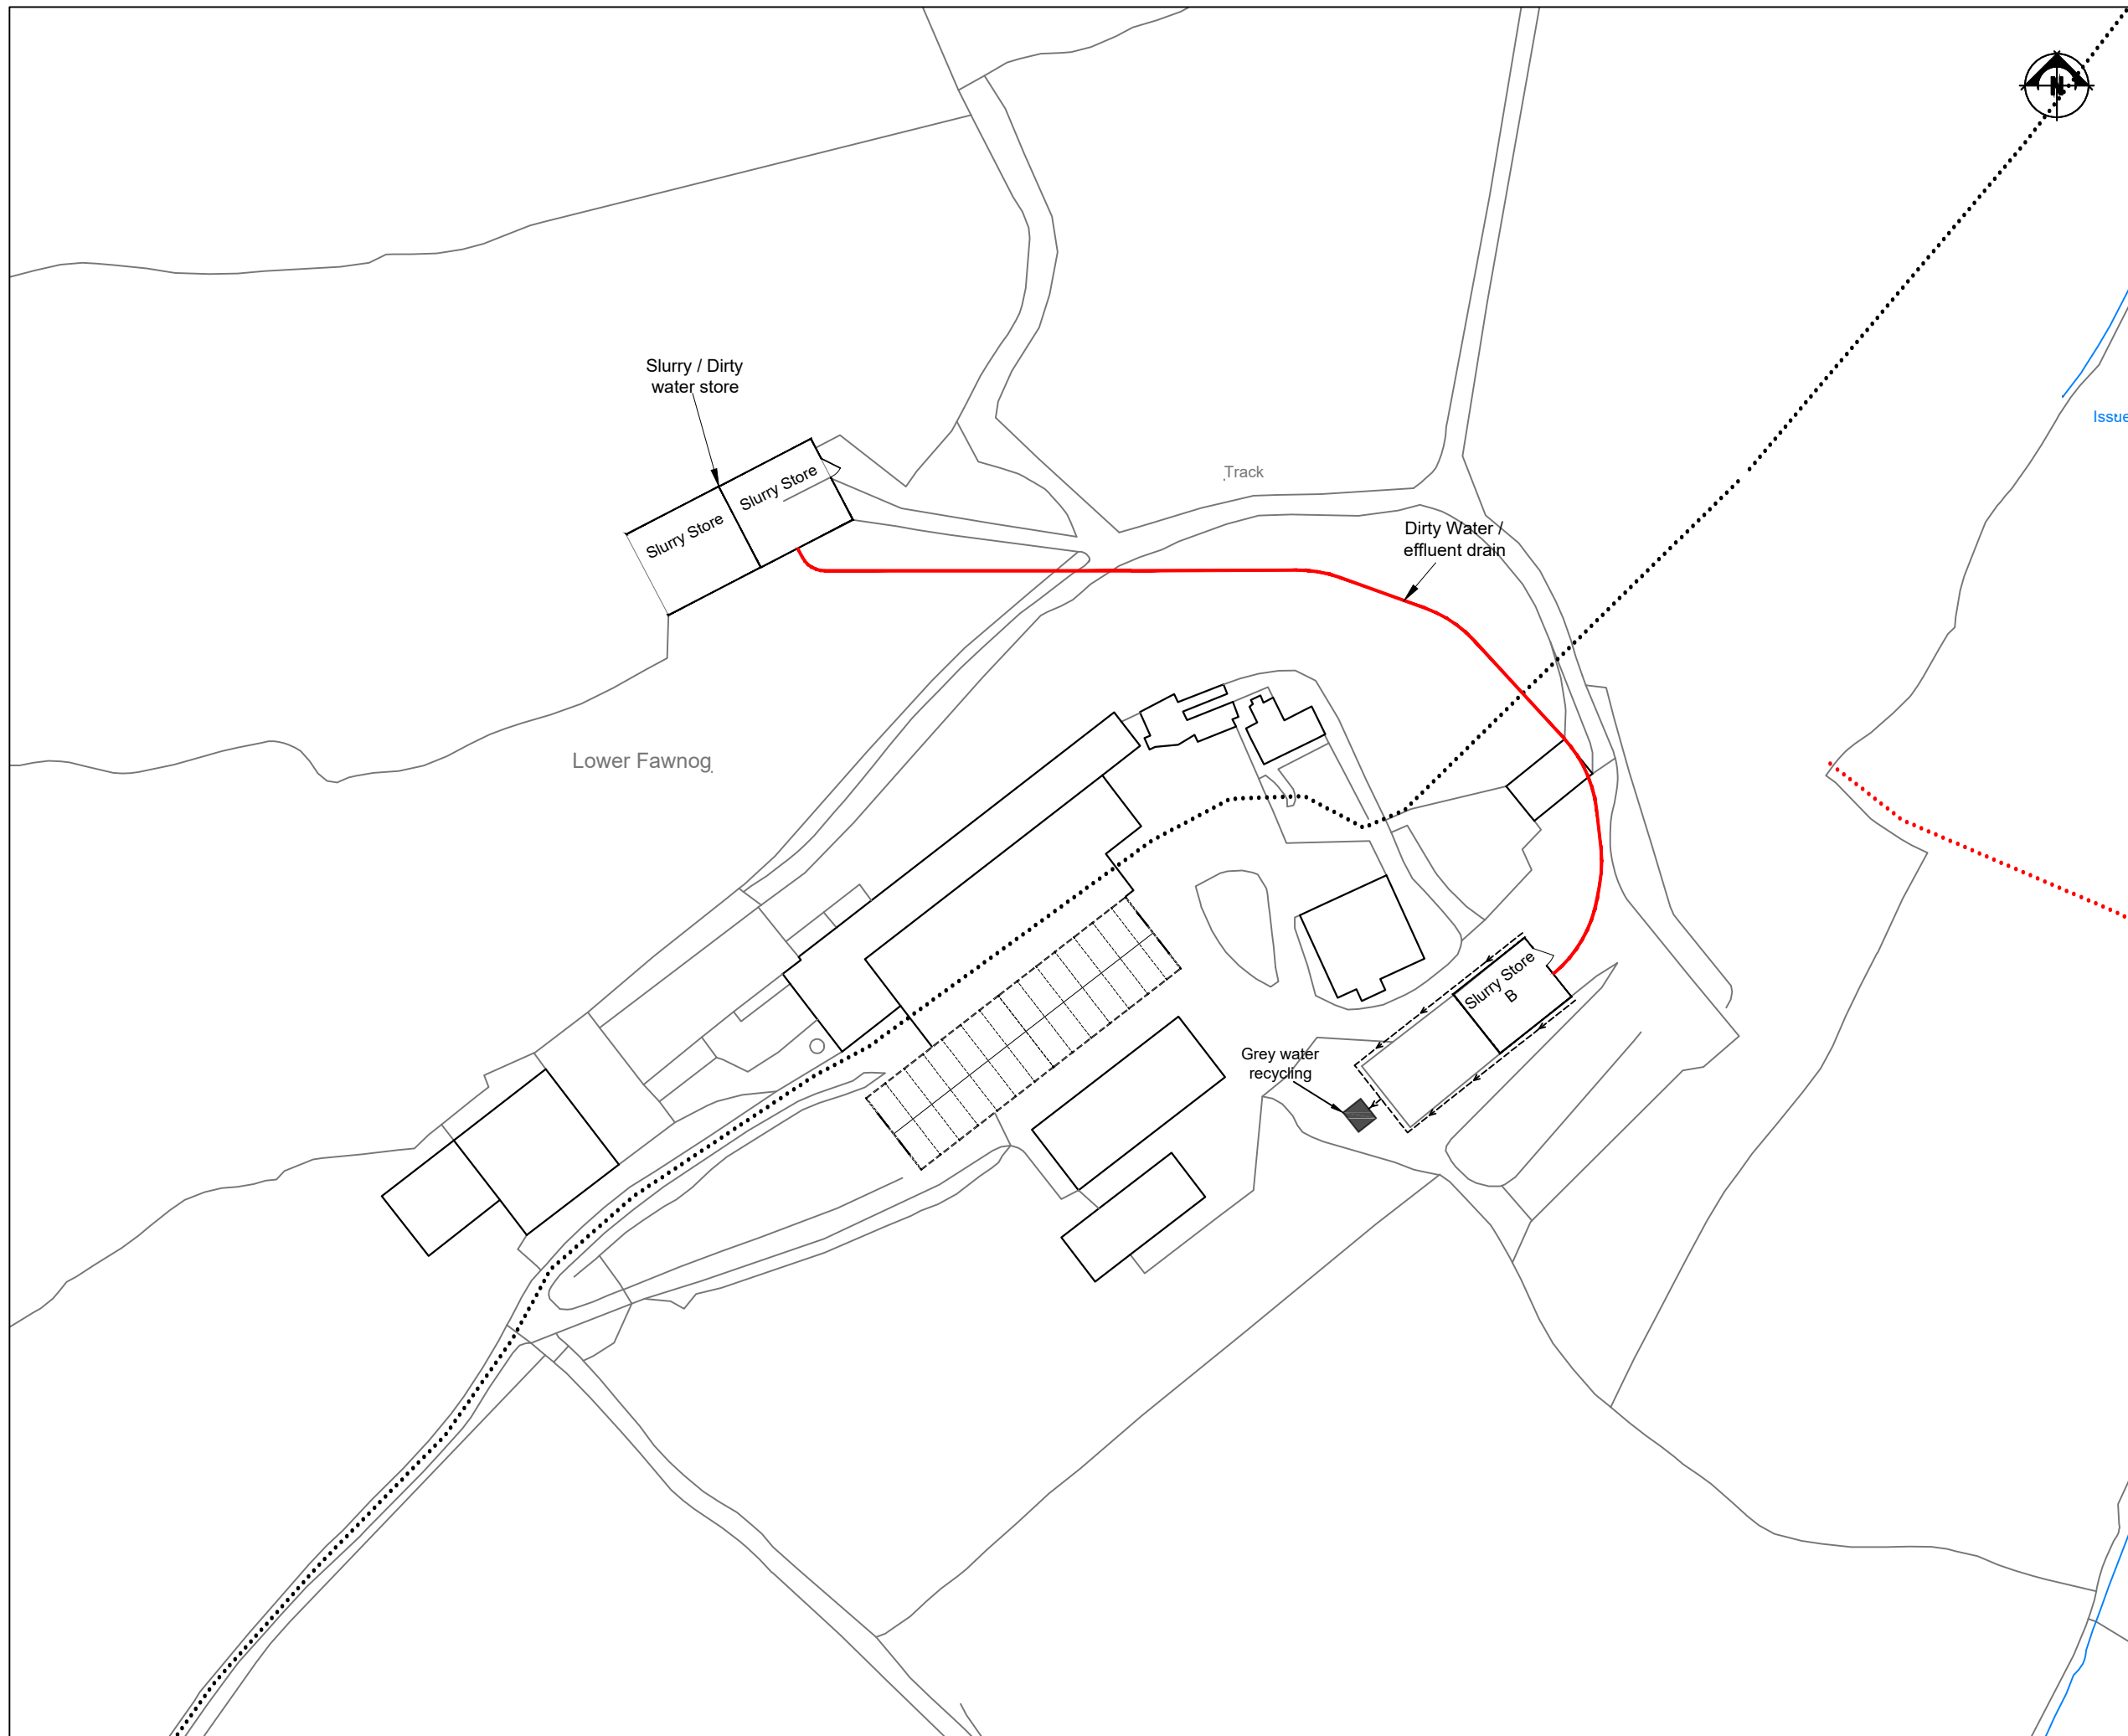 N
Issue
Slurry / Dirty
water store
Track
Slurry Store
Slurry Store
Dirty Water /
effluent drain
Lower Fawnog
Slurry Store
B
Grey water
recycling